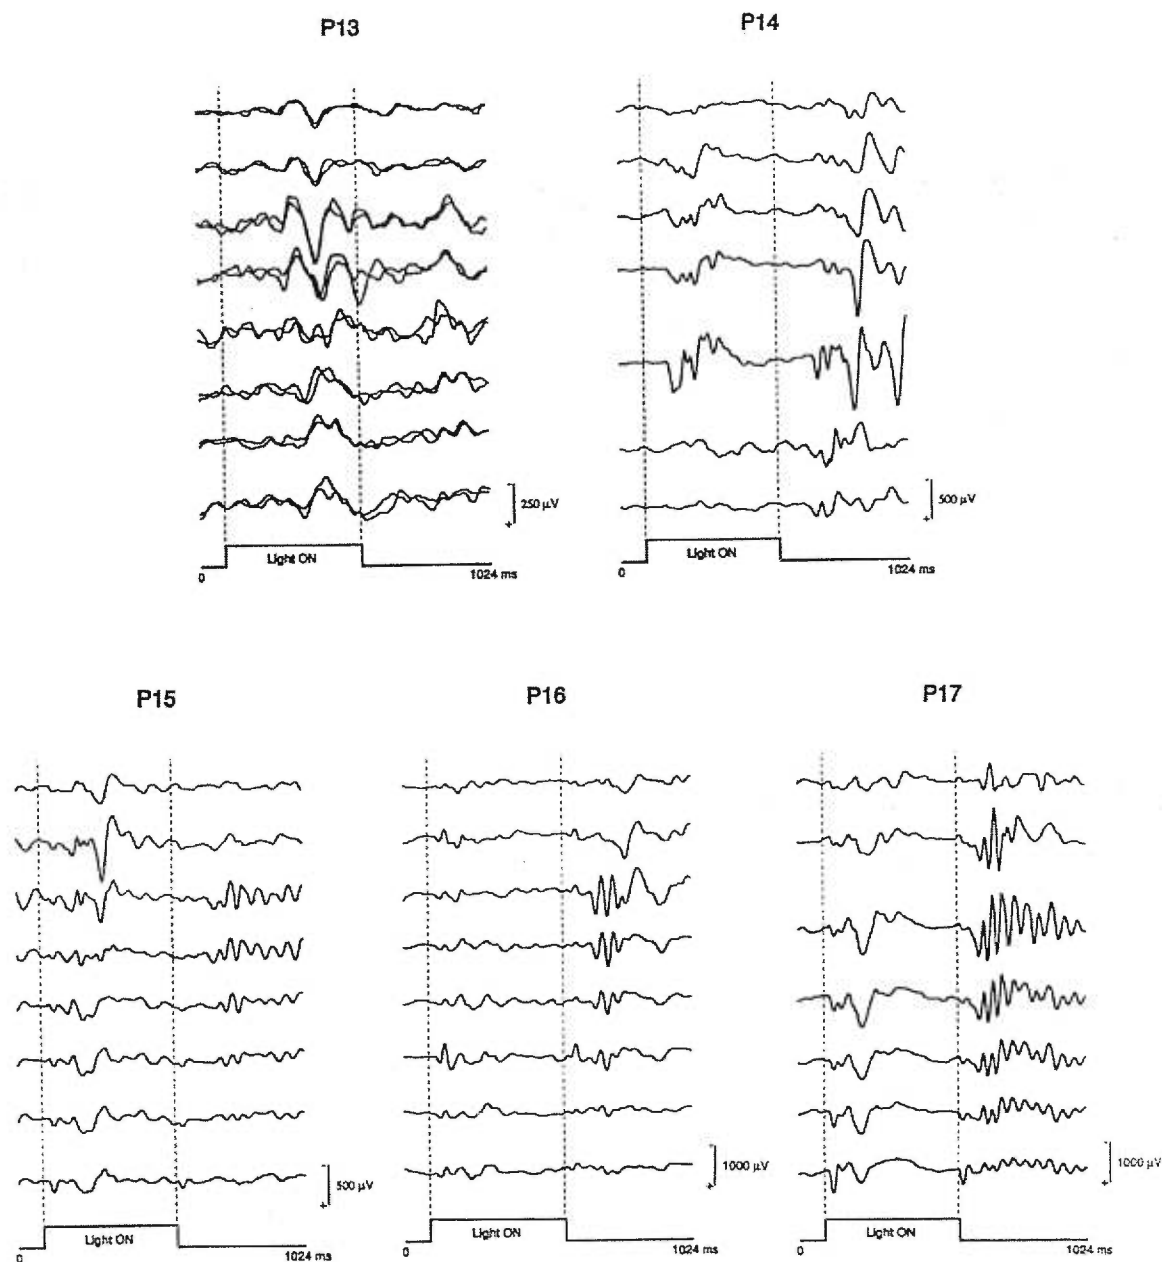 P13
P14
250 µV
+
500 µV
+
Light ON
0
1024 ms
Light ON
0
1024 ms
P15
P16
P17
500 µV
+
1000 µV
+
1000 µV
+
Light ON
0
1024 ms
Light ON
0
1024 ms
Light ON
0
1024 ms